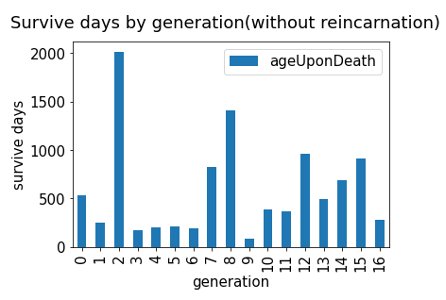 Survive days by generation(without reincarnation)
ageUponDeath
survive days
2000
1500
1000
500
0
0 1 2 3 4 5 6 7 8 9 10 11 12 13 14 15 16
generation